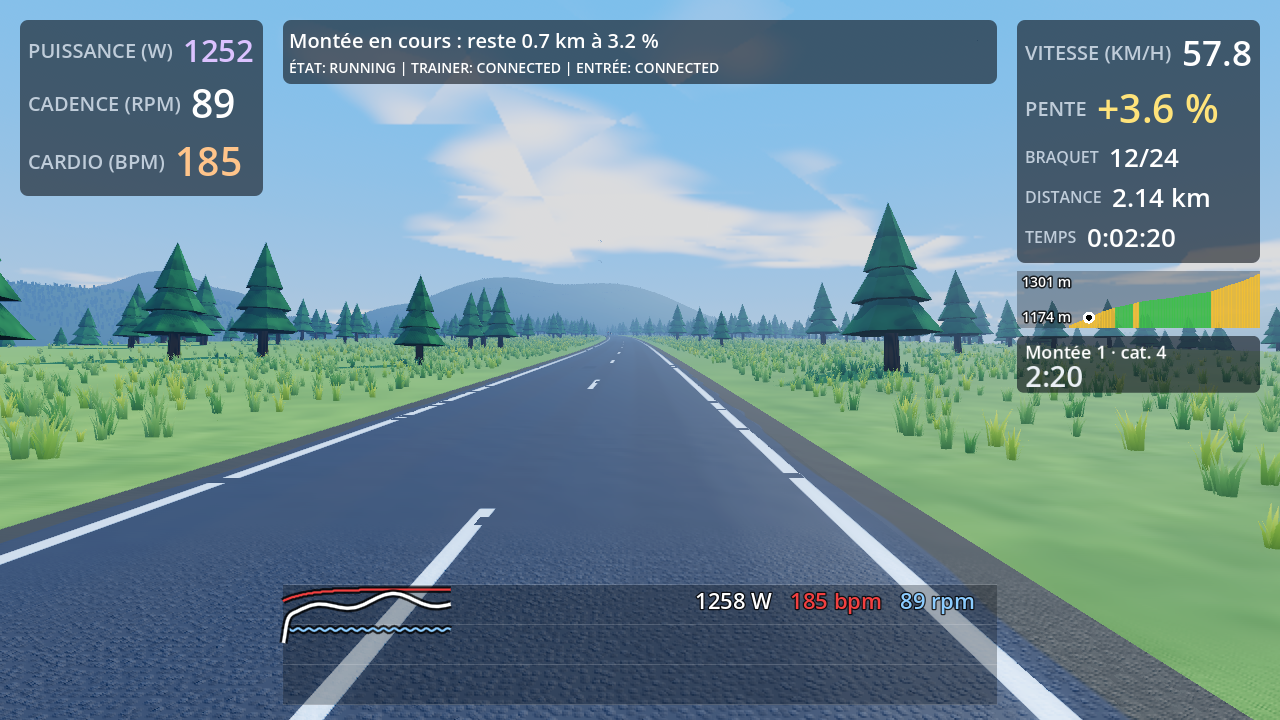 PUISSANCE (W) 1252
CADENCE (RPM) 89
CARDIO (BPM) 185
Montée en cours : reste 0.7 km à 3.2 %
ÉTAT: RUNNING | TRAINER: CONNECTED | ENTRÉE: CONNECTED
VITESSE (KM/H) 57.8
PENTE +3.6 %
BRAQUET 12/24
DISTANCE 2.14 km
TEMPS 0:02:20
1301 m
1174 m
Montée 1 · cat. 4
2:20
1258 W 185 bpm 89 rpm